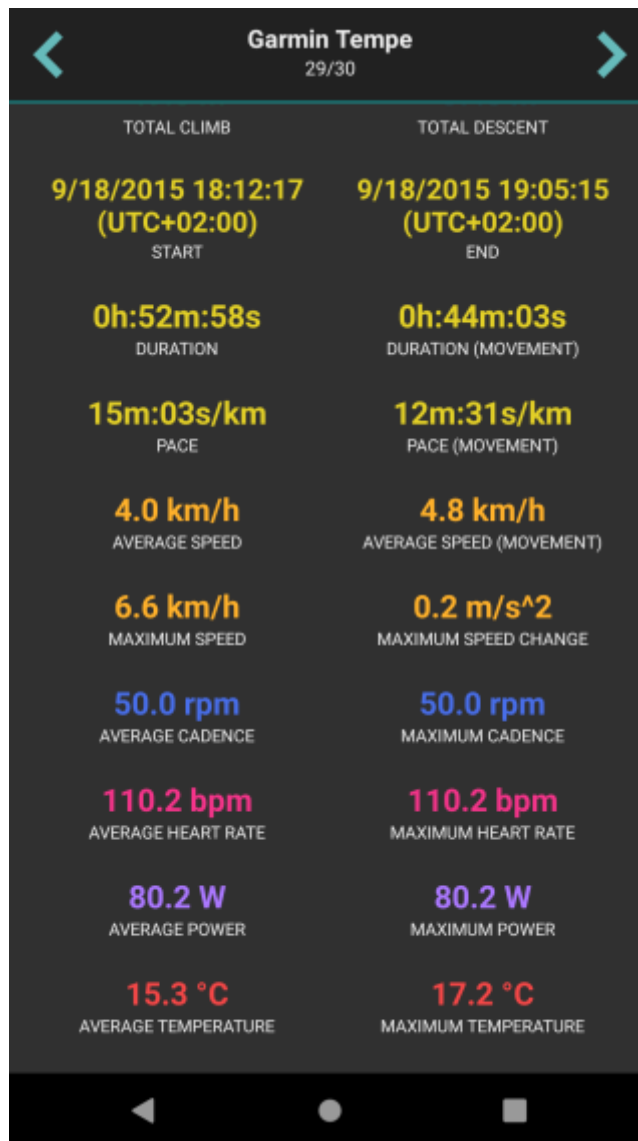 Garmin Tempe
29/30
TOTAL CLIMB TOTAL DESCENT
9/18/2015 18:12:17 9/18/2015 19:05:15
(UTC+02:00) (UTC+02:00)
START END
0h:52m:58s 0h:44m:03s
DURATION DURATION (MOVEMENT)
15m:03s/km 12m:31s/km
PACE PACE (MOVEMENT)
4.0 km/h 4.8 km/h
AVERAGE SPEED AVERAGE SPEED (MOVEMENT)
6.6 km/h 0.2 m/s^2
MAXIMUM SPEED MAXIMUM SPEED CHANGE
50.0 rpm 50.0 rpm
AVERAGE CADENCE MAXIMUM CADENCE
110.2 bpm 110.2 bpm
AVERAGE HEART RATE MAXIMUM HEART RATE
80.2 W 80.2 W
AVERAGE POWER MAXIMUM POWER
15.3 °C 17.2 °C
AVERAGE TEMPERATURE MAXIMUM TEMPERATURE